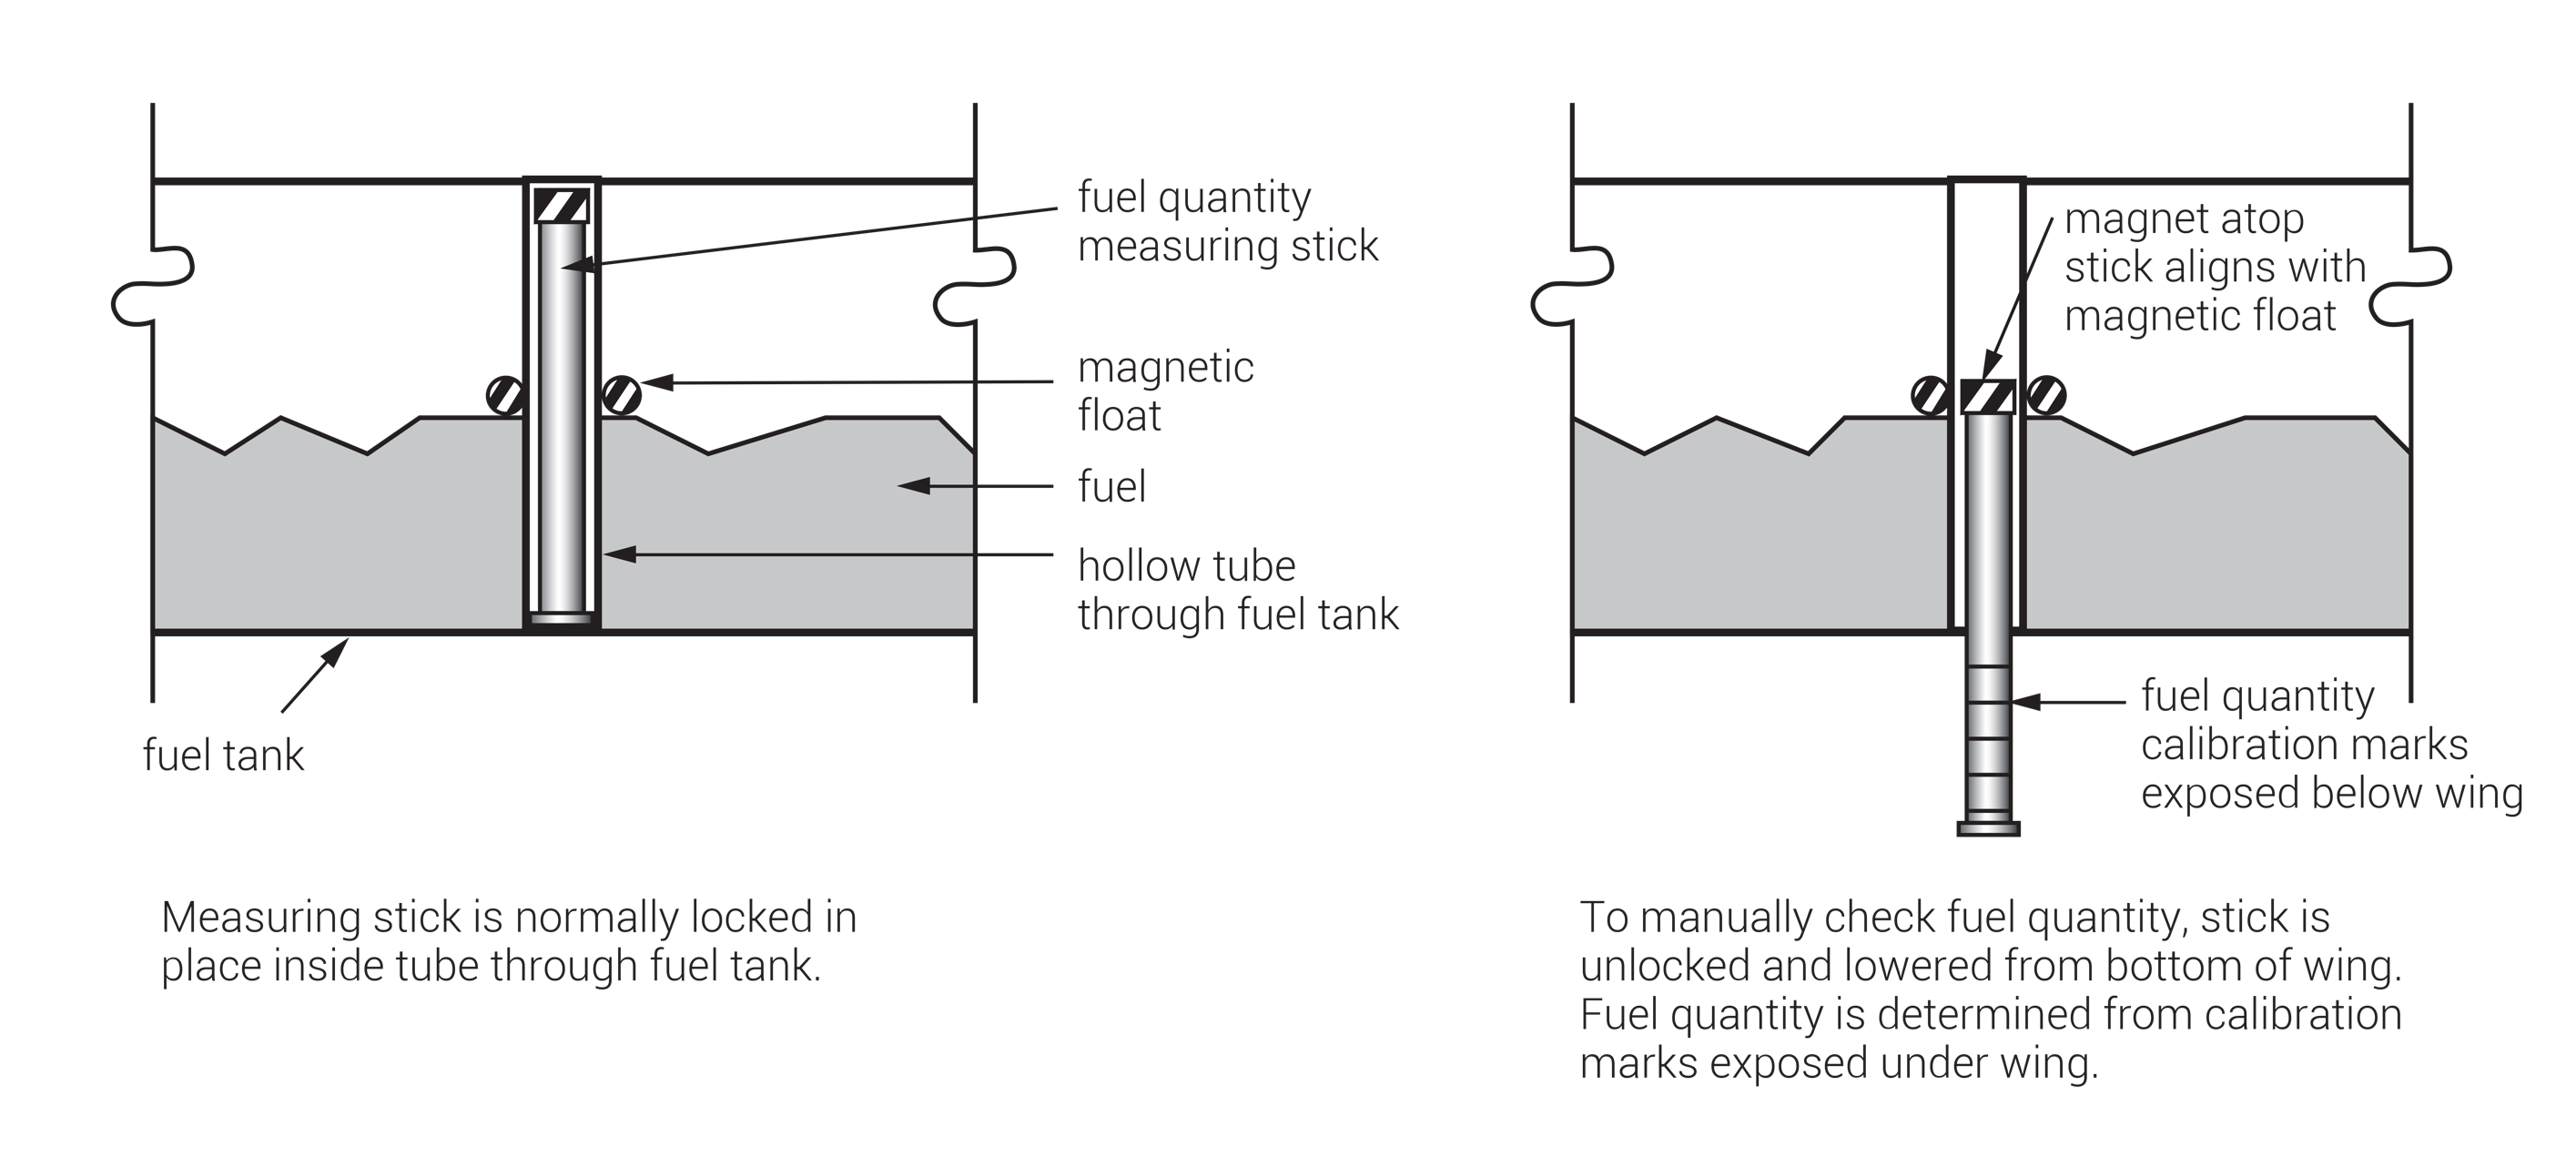 fuel quantity
measuring stick
magnetic
float
fuel
hollow tube
through fuel tank
fuel tank
Measuring stick is normally locked in
place inside tube through fuel tank.
magnet atop
stick aligns with
magnetic float
fuel quantity
calibration marks
exposed below wing
To manually check fuel quantity, stick is
unlocked and lowered from bottom of wing.
Fuel quantity is determined from calibration
marks exposed under wing.